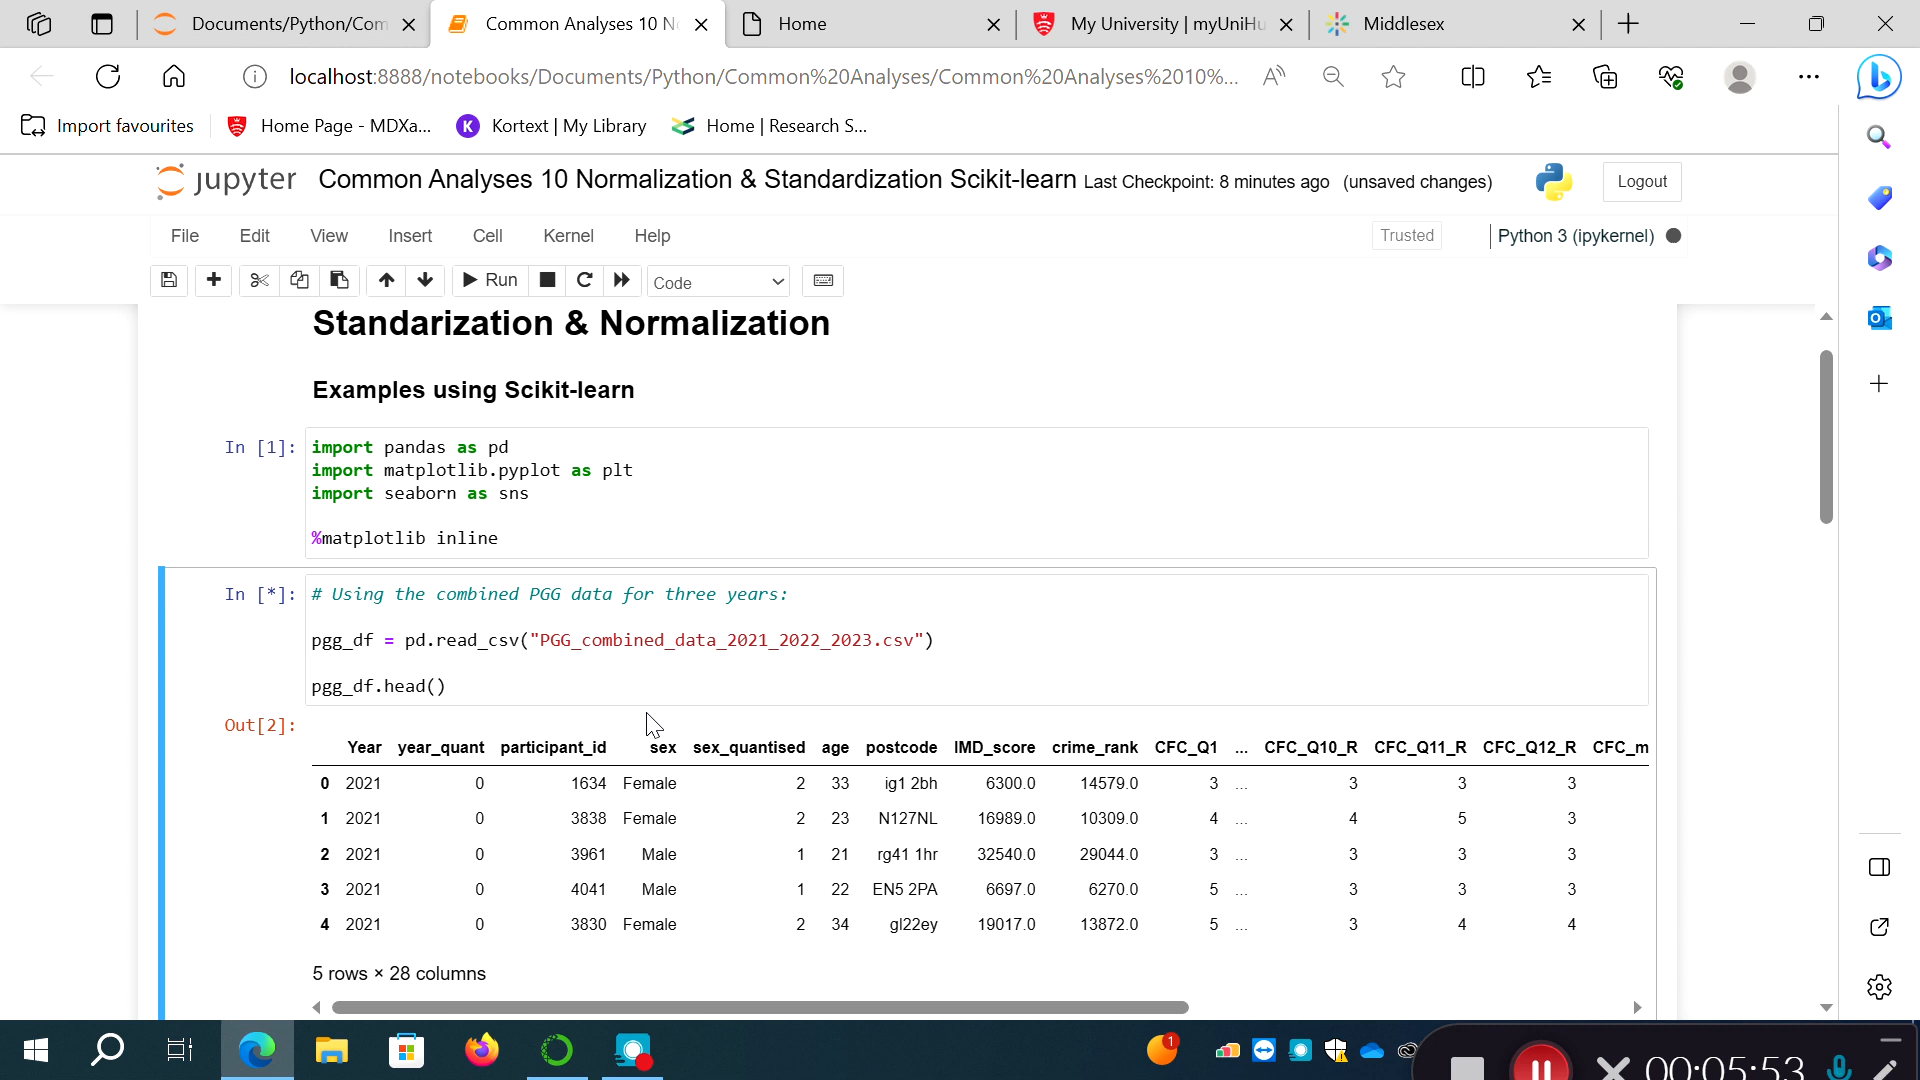 Documents/Python/Com
Common Analyses 10 N
Home
My University | myUniHu
Middlesex
localhost:8888/notebooks/Documents/Python/Common%20Analyses/Common%20Analyses%2010%...
Import favourites
Home Page - MDXa...
Kortext | My Library
Home | Research S...
jupyter Common Analyses 10 Normalization & Standardization Scikit-learn Last Checkpoint: 8 minutes ago (unsaved changes)
Logout
File Edit View Insert Cell Kernel Help
Trusted
Python 3 (ipykernel)
Run
Code
Standarization & Normalization
Examples using Scikit-learn
In [1]: import pandas as pd
import matplotlib.pyplot as plt
import seaborn as sns
%matplotlib inline
In [*]: # Using the combined PGG data for three years:
pgg_df = pd.read_csv("PGG_combined_data_2021_2022_2023.csv")
pgg_df.head()
Out[2]:
Year year_quant participant_id sex sex_quantised age postcode IMD_score crime_rank CFC_Q1 ... CFC_Q10_R CFC_Q11_R CFC_Q12_R CFC_m
0 2021 0 1634 Female 2 33 ig1 2bh 6300.0 14579.0 3 ... 3 3 3
1 2021 0 3838 Female 2 23 N127NL 16989.0 10309.0 4 ... 4 5 3
2 2021 0 3961 Male 1 21 rg41 1hr 32540.0 29044.0 3 ... 3 3 3
3 2021 0 4041 Male 1 22 EN5 2PA 6697.0 6270.0 5 ... 3 3 3
4 2021 0 3830 Female 2 34 gl22ey 19017.0 13872.0 5 ... 3 4 4
5 rows × 28 columns
1
00:05:53